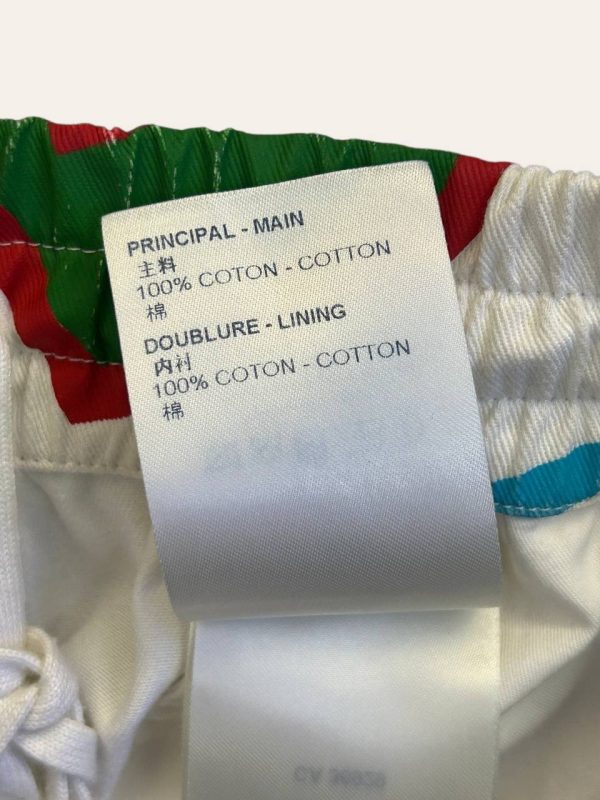 PRINCIPAL - MAIN
主料
100% COTON - COTTON
棉
DOUBLURE - LINING
内衬
100% COTON - COTTON
棉